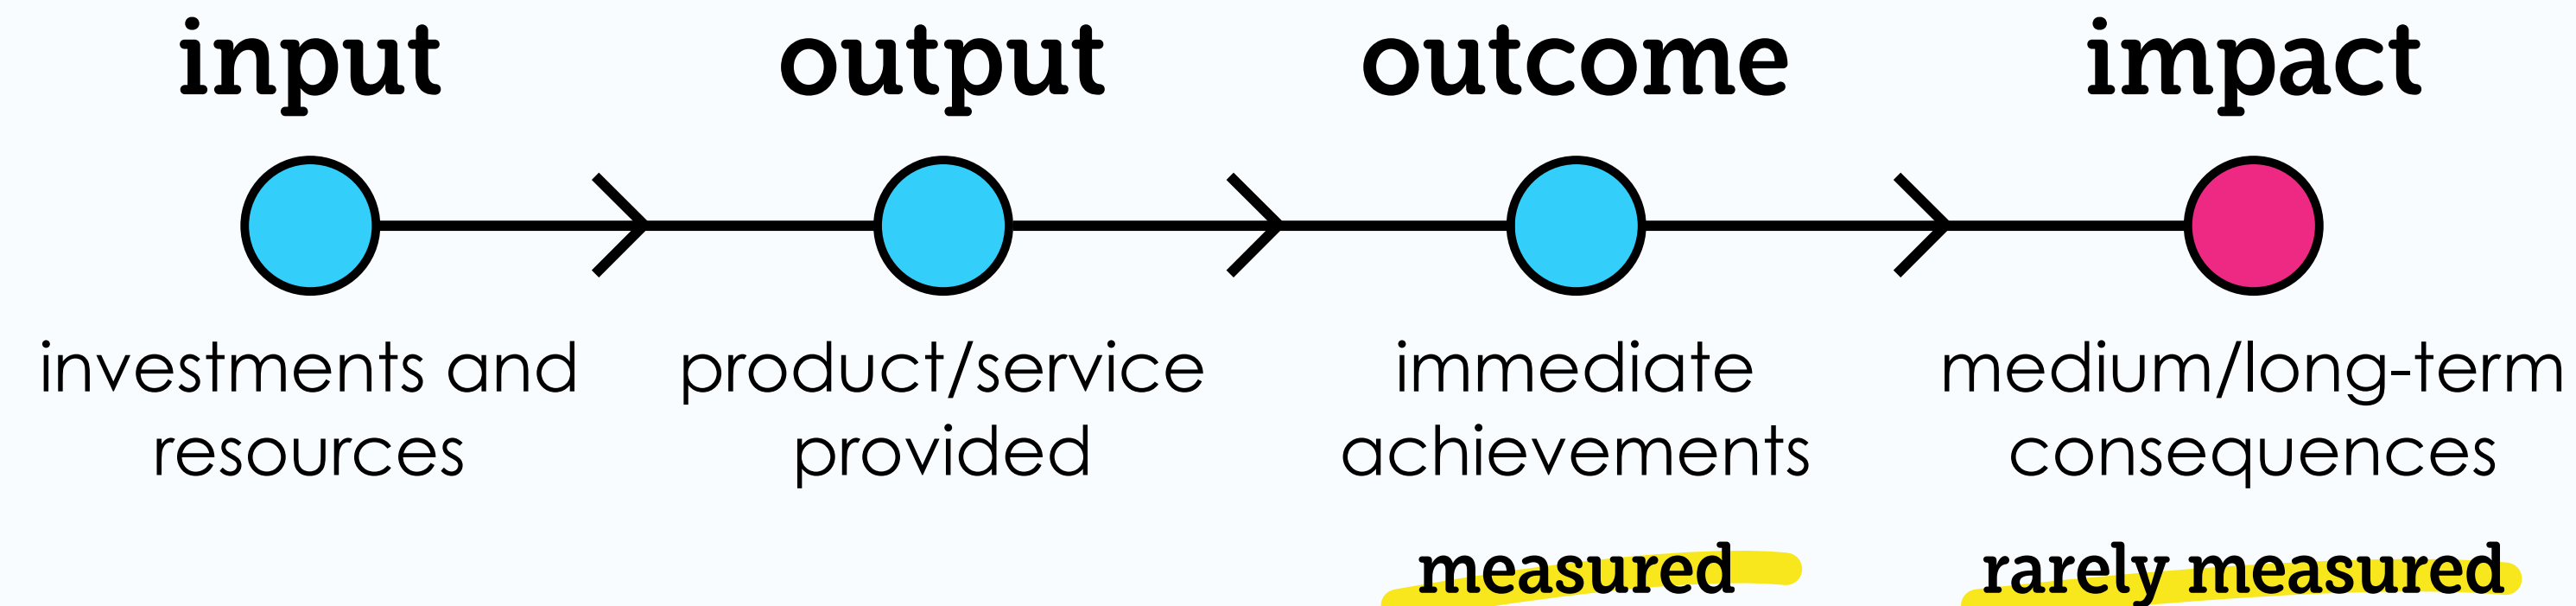 input
output
outcome
impact
investments and
resources
product/service
provided
immediate
achievements
medium/long-term
consequences
measured
rarely measured